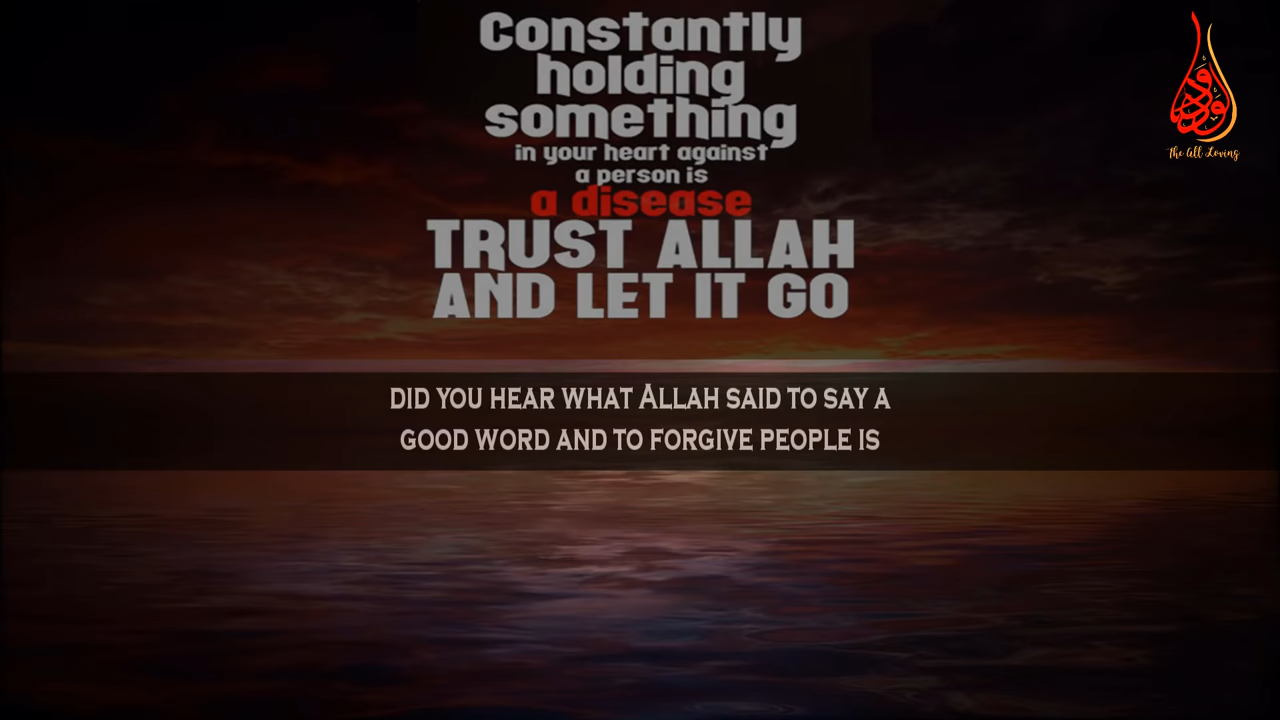 Constantly
holding
something
in your heart against
a person is
a disease
TRUST ALLAH
AND LET IT GO
الودود
The All Loving
DID YOU HEAR WHAT ALLAH SAID TO SAY A
GOOD WORD AND TO FORGIVE PEOPLE IS